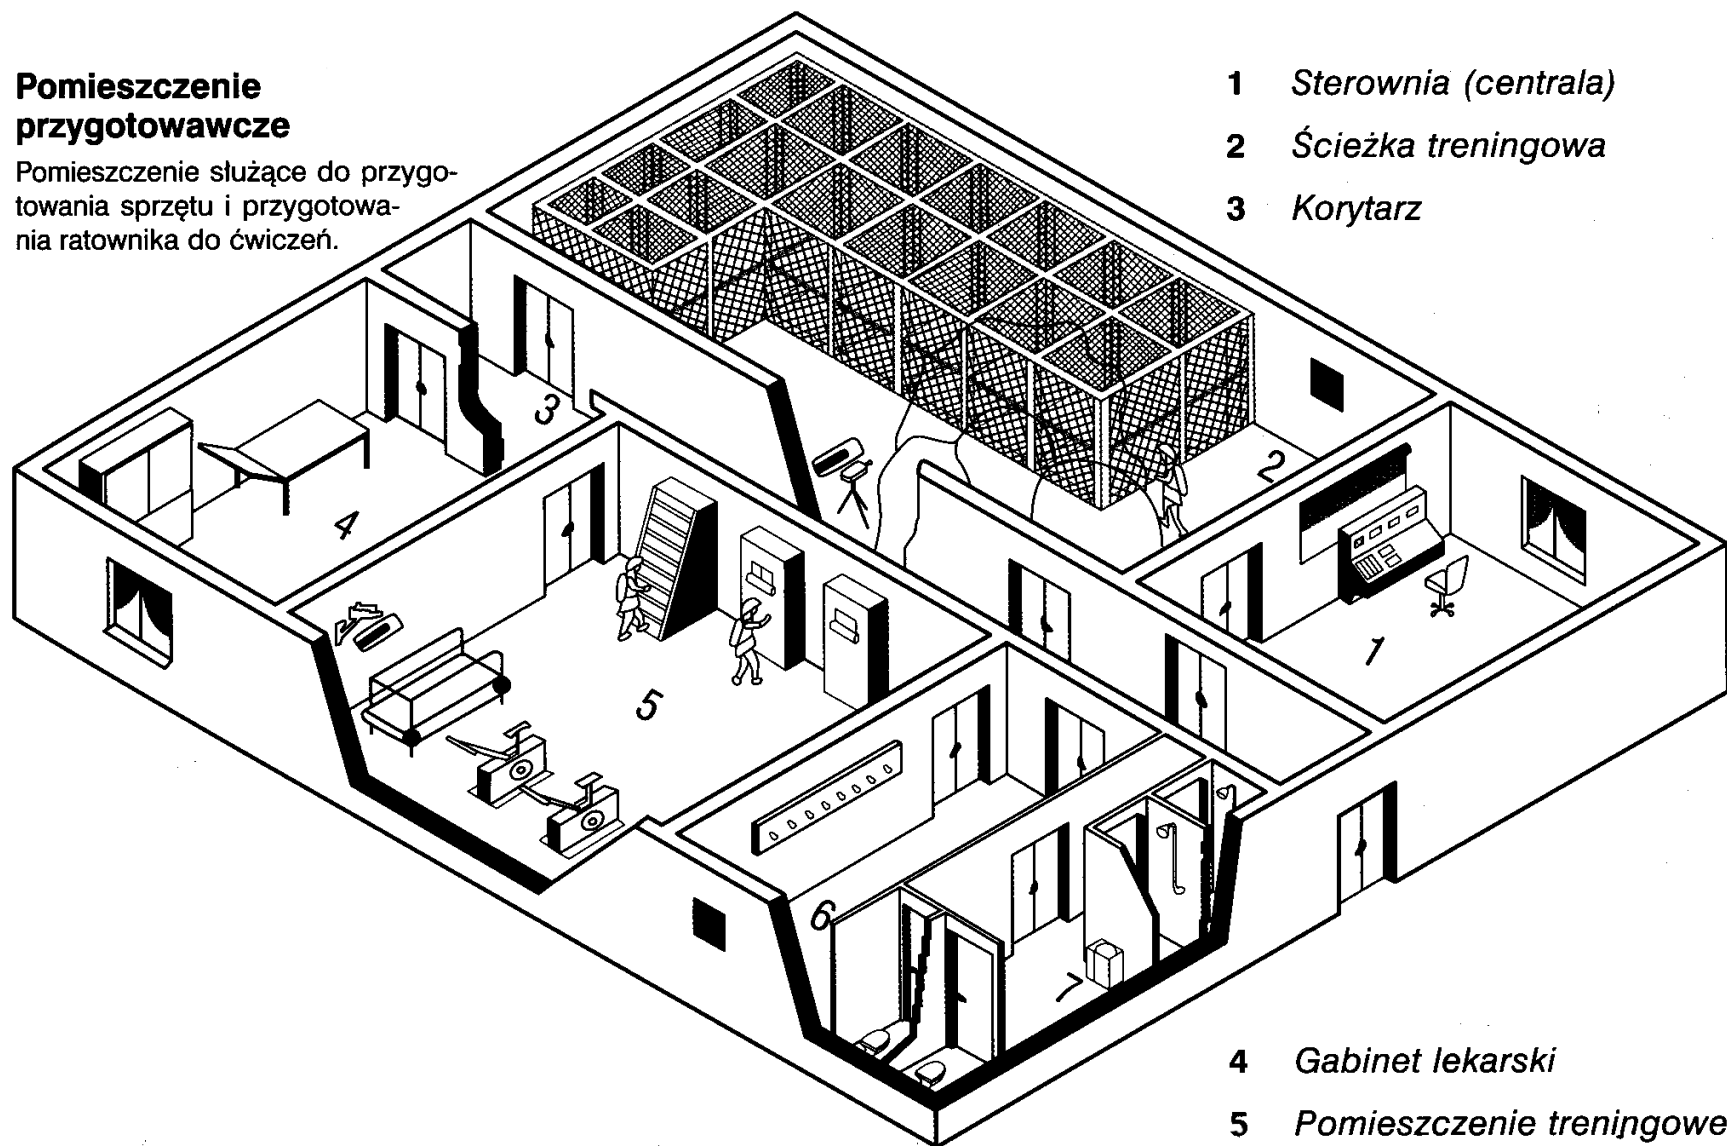 Pomieszczenie
przygotowawcze
Pomieszczenie służące do przygo-
towania sprzętu i przygotowa-
nia ratownika do ćwiczeń.
1 Sterownia (centrala)
2 Ścieżka treningowa
3 Korytarz
3
2
4
1
5
6
7
4 Gabinet lekarski
5 Pomieszczenie treningowe